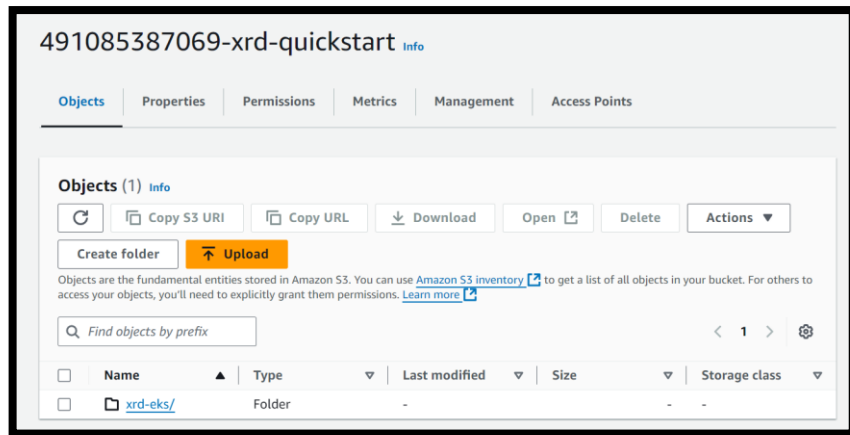 491085387069-xrd-quickstart Info
Objects Properties Permissions Metrics Management Access Points
Objects (1) Info
Copy S3 URI Copy URL Download Open Delete Actions
Create folder Upload
Objects are the fundamental entities stored in Amazon S3. You can use Amazon S3 inventory to get a list of all objects in your bucket. For others to
access your objects, you'll need to explicitly grant them permissions. Learn more
Find objects by prefix 1
Name Type Last modified Size Storage class
xrd-eks/ Folder - - -